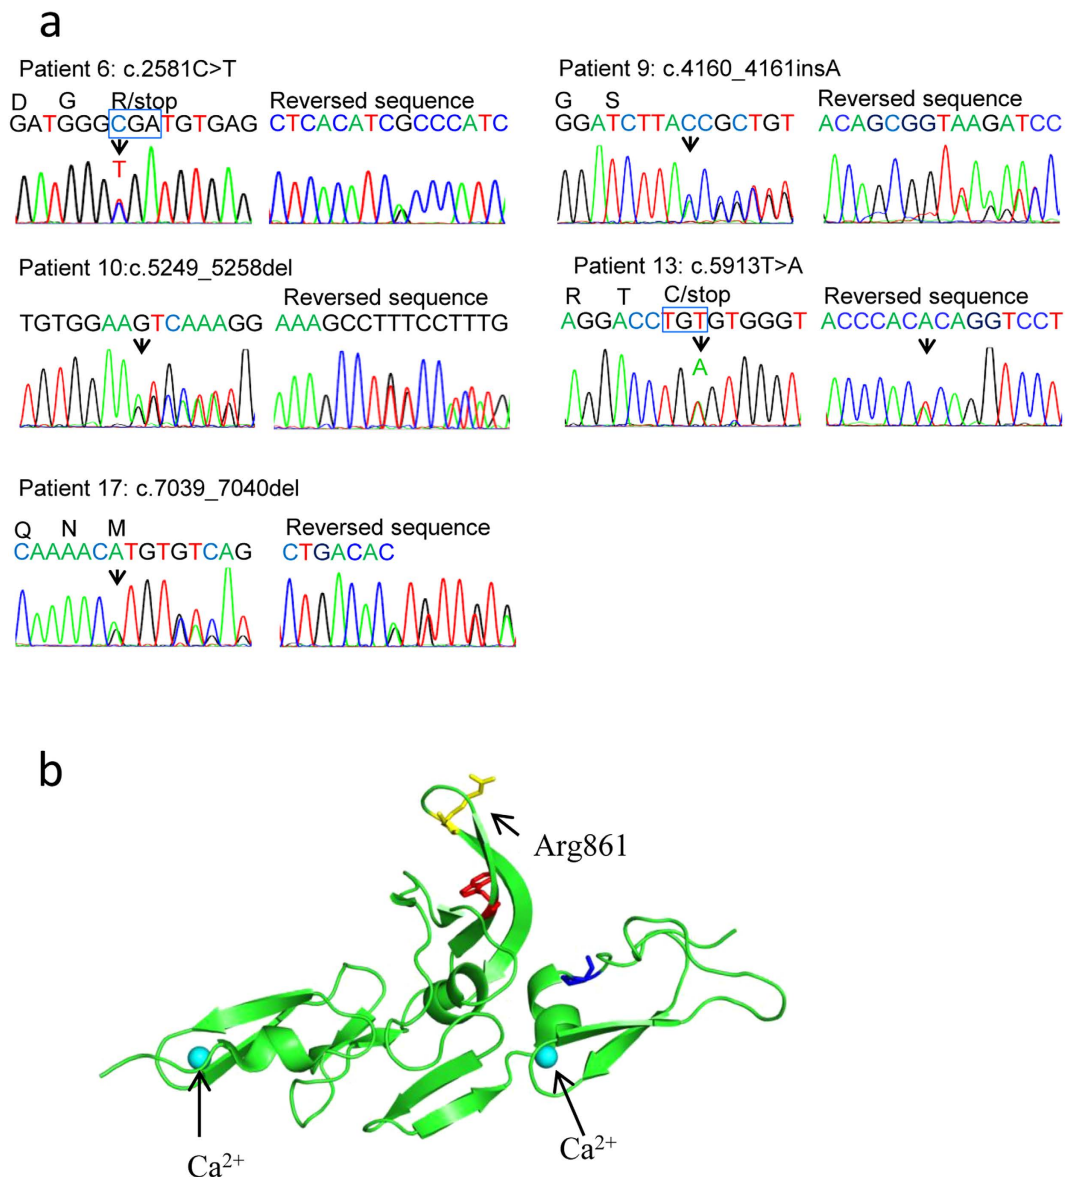 a
Patient 6: c.2581C>T
D G R/stop
GATGGGCGATGTGAG
T
Reversed sequence
CTCACATCGCCCATC
Patient 9: c.4160_4161insA
G S
GGATCTTACCGCTGT
Reversed sequence
ACAGCGGTAAGATCC
Patient 10:c.5249_5258del
TGTGGAAGTCAAAGG
Reversed sequence
AAAGCCTTTCCTTTG
Patient 13: c.5913T>A
R T C/stop
AGGACCTGTGTGGGT
A
Reversed sequence
ACCCACACAGGTCCT
Patient 17: c.7039_7040del
Q N M
CAAAACATGTGTCAG
Reversed sequence
CTGACAC
b
Arg861
Ca²⁺
Ca²⁺